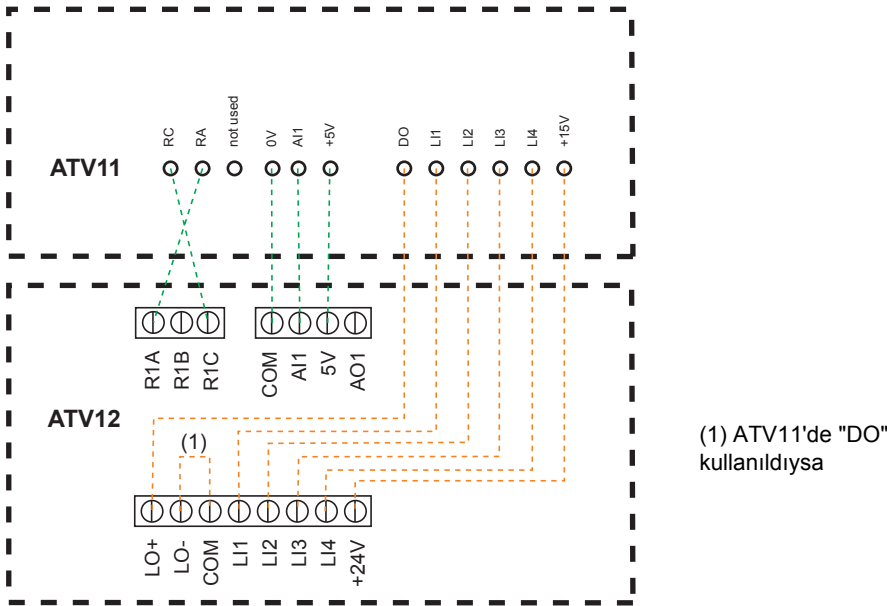 RC
RA
not used
0V
AI1
+5V
DO
LI1
LI2
LI3
LI4
+15V
ATV11
R1A
R1B
R1C
COM
AI1
5V
AO1
ATV12
(1)
(1) ATV11'de "DO"
kullanıldıysa
LO+
LO-
COM
LI1
LI2
LI3
LI4
+24V